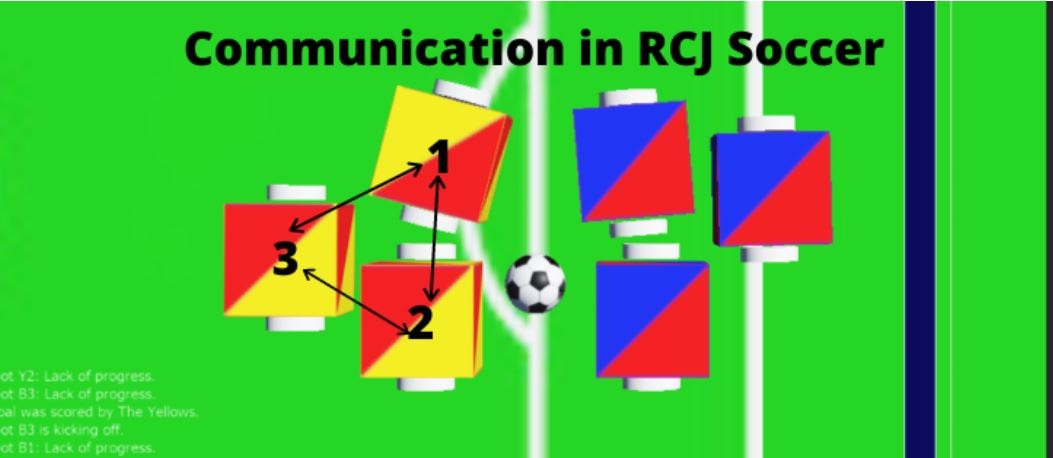 Communication in RCJ Soccer
1
3
2
ot Y2: Lack of progress.
ot B3: Lack of progress.
oal was scored by The Yellows.
ot B3 is kicking off.
ot B1: Lack of progress.